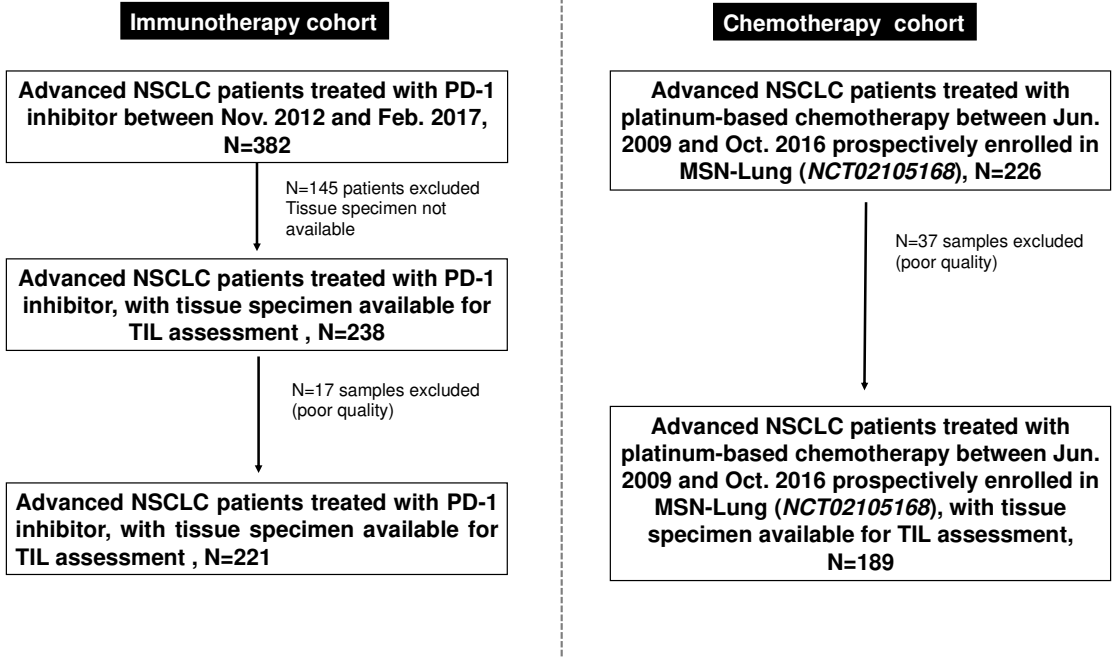 Immunotherapy cohort
Advanced NSCLC patients treated with PD-1
inhibitor between Nov. 2012 and Feb. 2017,
N=382
N=145 patients excluded
Tissue specimen not
available
Advanced NSCLC patients treated with PD-1
inhibitor, with tissue specimen available for
TIL assessment , N=238
N=17 samples excluded
(poor quality)
Advanced NSCLC patients treated with PD-1
inhibitor, with tissue specimen available for
TIL assessment , N=221
Chemotherapy cohort
Advanced NSCLC patients treated with
platinum-based chemotherapy between Jun.
2009 and Oct. 2016 prospectively enrolled in
MSN-Lung (NCT02105168), N=226
N=37 samples excluded
(poor quality)
Advanced NSCLC patients treated with
platinum-based chemotherapy between Jun.
2009 and Oct. 2016 prospectively enrolled in
MSN-Lung (NCT02105168), with tissue
specimen available for TIL assessment,
N=189